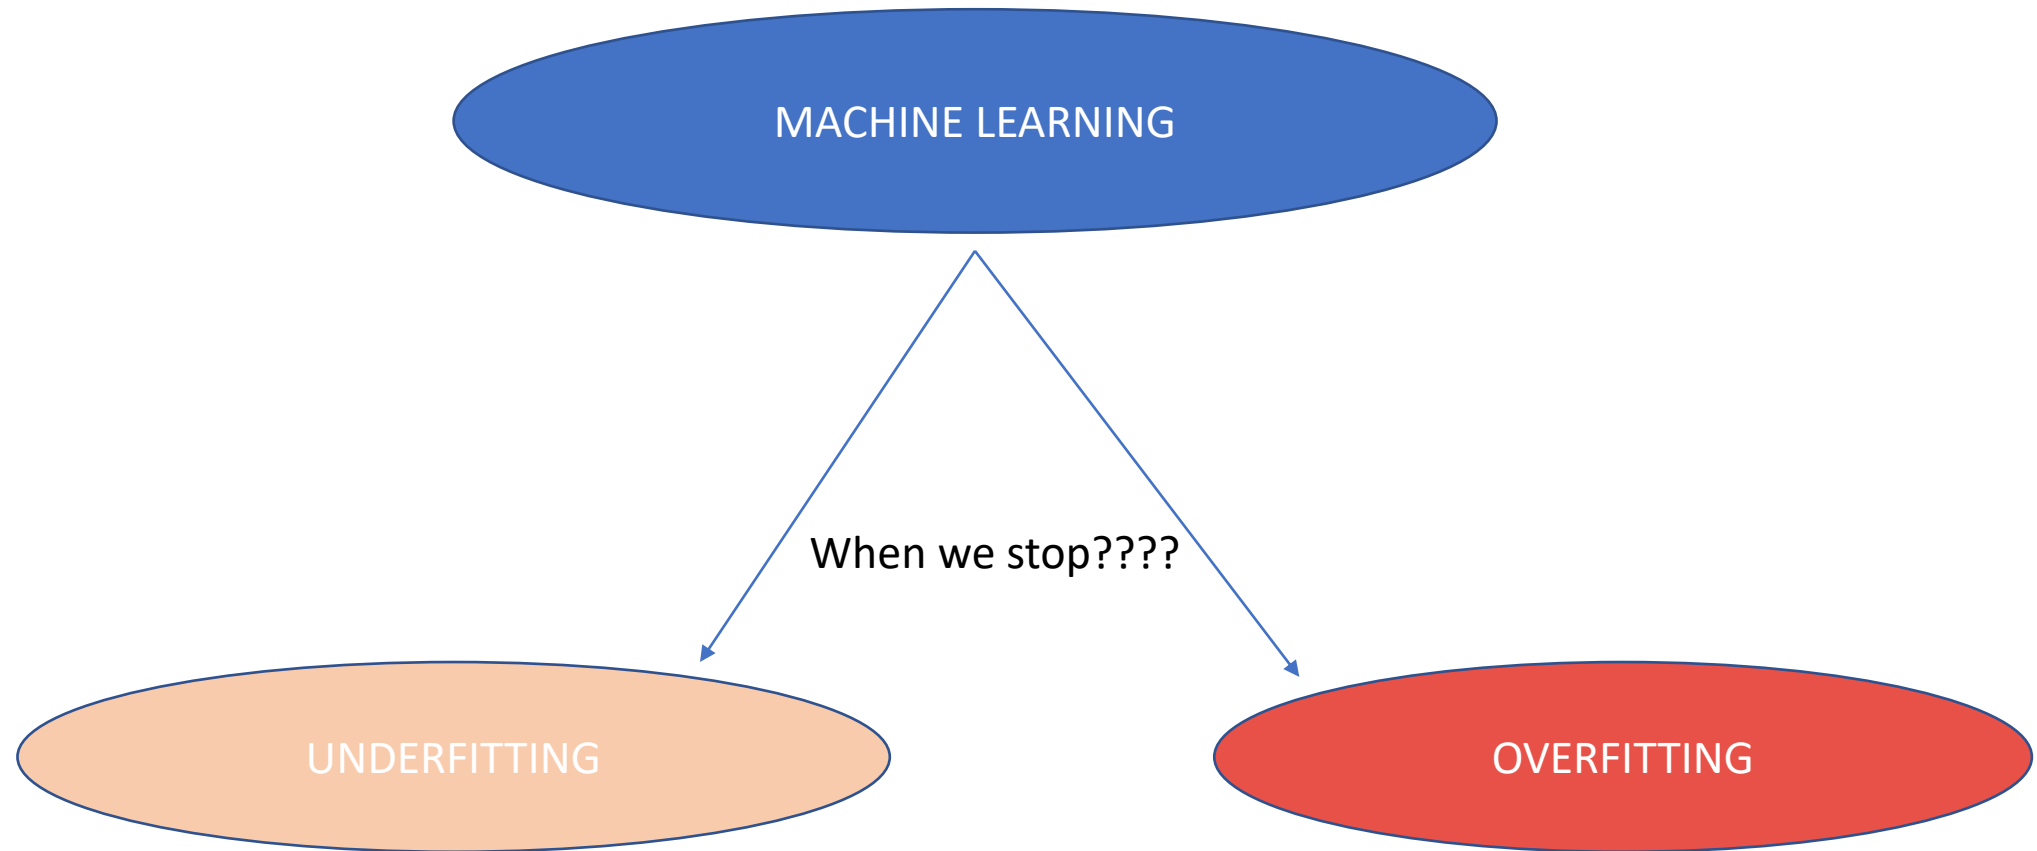 MACHINE LEARNING
When we stop????
UNDERFITTING
OVERFITTING